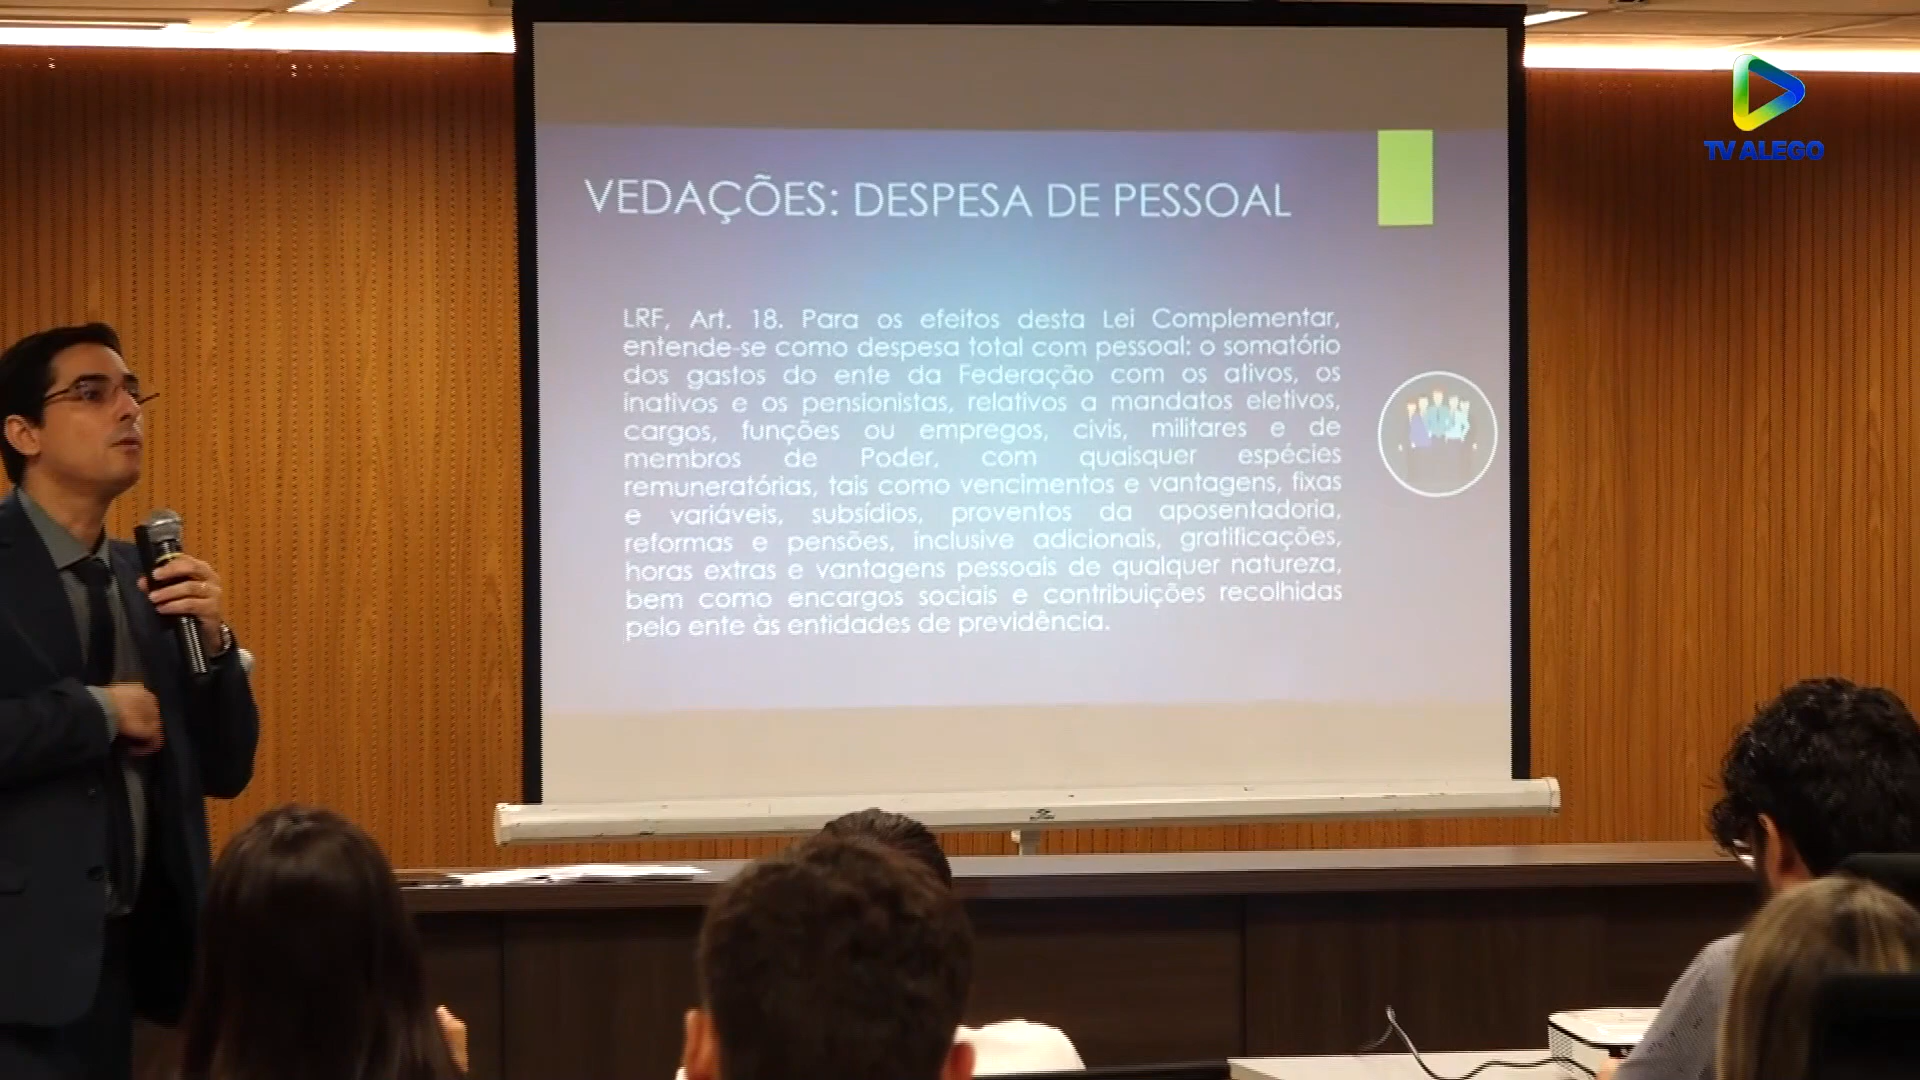 TV ALEGO
VEDAÇÕES: DESPESA DE PESSOAL
LRF, Art. 18. Para os efeitos desta Lei Complementar,
entende-se como despesa total com pessoal: o somatório
dos gastos do ente da Federação com os ativos, os
inativos e os pensionistas, relativos a mandatos eletivos,
cargos, funções ou empregos, civis, militares e de
membros de Poder, com quaisquer espécies
remuneratórias, tais como vencimentos e vantagens, fixas
e variáveis, subsídios, proventos da aposentadoria,
reformas e pensões, inclusive adicionais, gratificações,
horas extras e vantagens pessoais de qualquer natureza,
bem como encargos sociais e contribuições recolhidas
pelo ente às entidades de previdência.